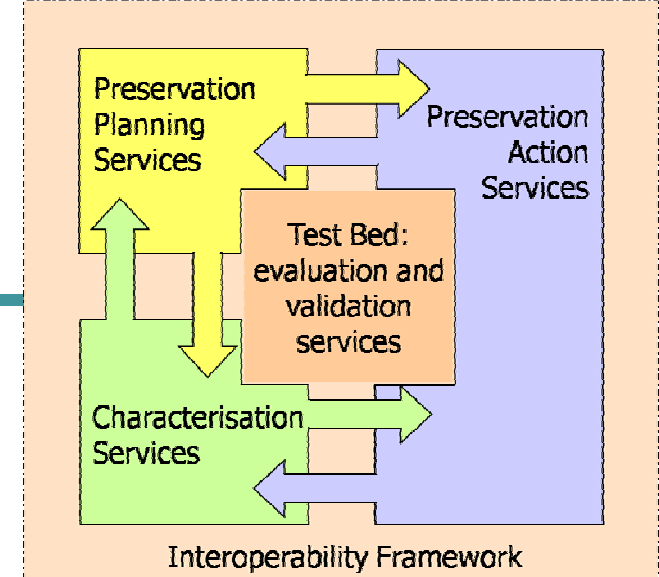 Preservation
Planning
Services
Preservation
Action
Services
Test Bed:
evaluation and
validation
services
Characterisation
Services
Interoperability Framework